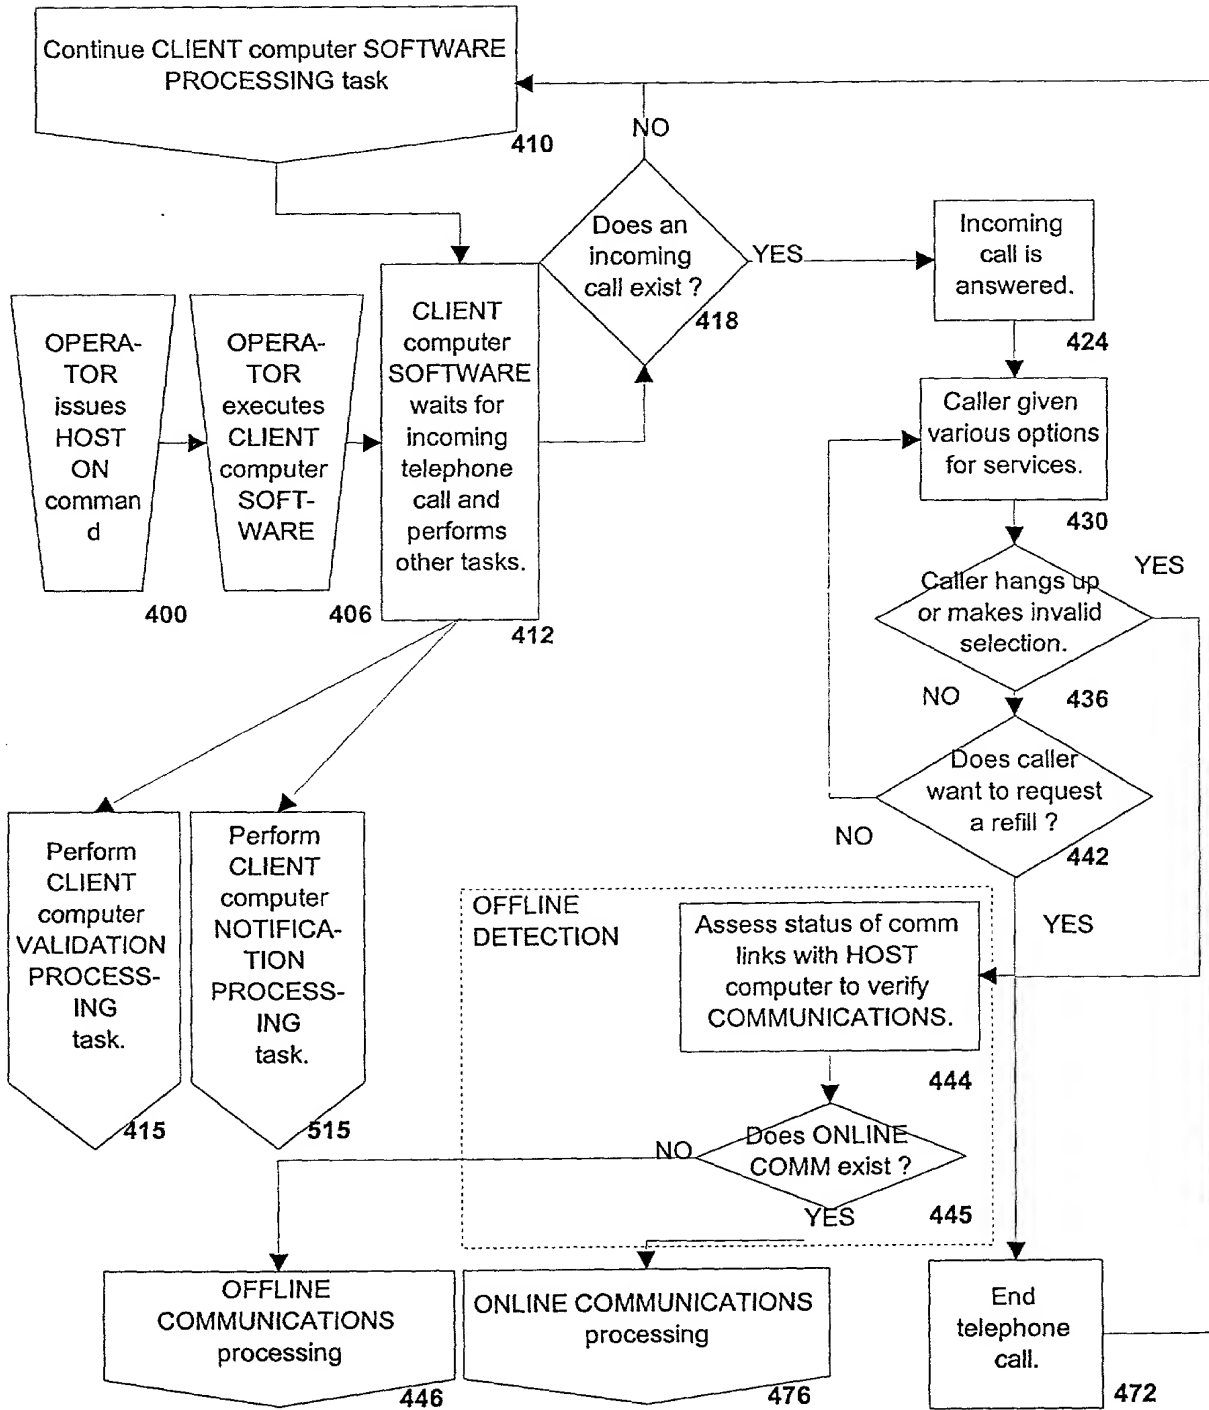 Continue CLIENT computer SOFTWARE
PROCESSING task
410
NO
Does an
incoming
call exist ?
418
YES
Incoming
call is
answered.
424
OPERA-
TOR
issues
HOST
ON
comman
d
400
OPERA-
TOR
executes
CLIENT
computer
SOFT-
WARE
406
CLIENT
computer
SOFTWARE
waits for
incoming
telephone
call and
performs
other tasks.
412
Caller given
various options
for services.
430
Caller hangs up
or makes invalid
selection.
YES
NO
436
Does caller
want to request
a refill ?
NO
442
YES
Perform
CLIENT
computer
VALIDATION
PROCESS-
ING
task.
415
Perform
CLIENT
computer
NOTIFICA-
TION
PROCESS-
ING
task.
515
OFFLINE
DETECTION
Assess status of comm
links with HOST
computer to verify
COMMUNICATIONS.
444
Does ONLINE
COMM exist ?
NO
445
YES
OFFLINE
COMMUNICATIONS
processing
446
ONLINE COMMUNICATIONS
processing
476
End
telephone
call.
472